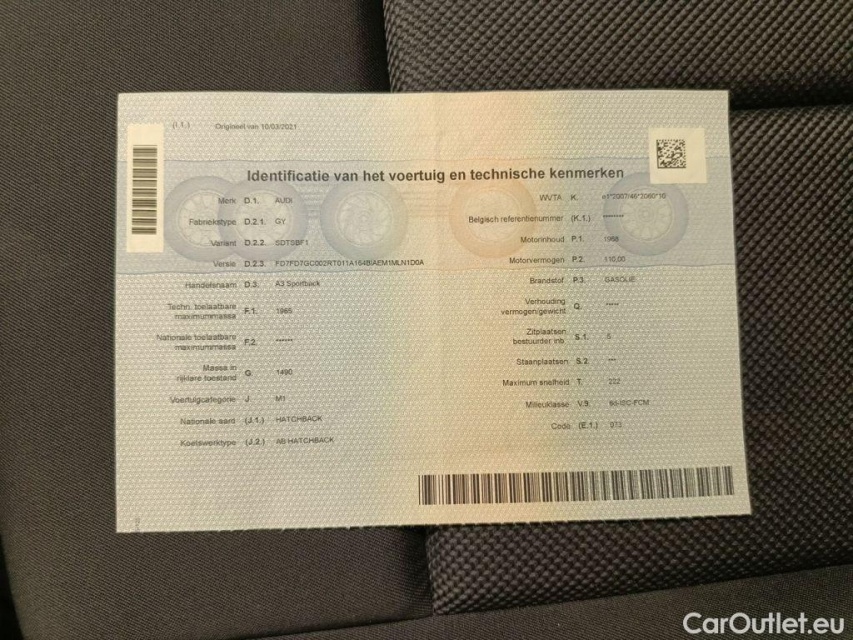 (I.1.) Origineel van 10/03/2021
Identificatie van het voertuig en technische kenmerken
Merk D.1. AUDI
Fabriekstype D.2.1. GY
Variant D.2.2.
Versie D.2.3.
Handelsnaam D.3. A3 Sportback
Techn. toelaatbare
maximummassa F.1. 1965
Nationale toelaatbare
maximummassa F.2. ------
Massa in
rijklare toestand G. 1490
Voertuigcategorie J. M1
Nationale aard (J.1.) HATCHBACK
Koetswerktype (J.2.) AB HATCHBACK
WVTA K.
Belgisch referentienummer (K.1.) --------
Motorinhoud P.1. 1968
Motorvermogen P.2. 110,00
Brandstof P.3. GASOLIE
Verhouding
vermogen/gewicht Q. -----
Zitplaatsen
bestuurder inb. S.1. 5
Staanplaatsen S.2. ---
Maximum snelheid T. 222
Milieuklasse V.9.
Code (E.1.) 073
CarOutlet.eu